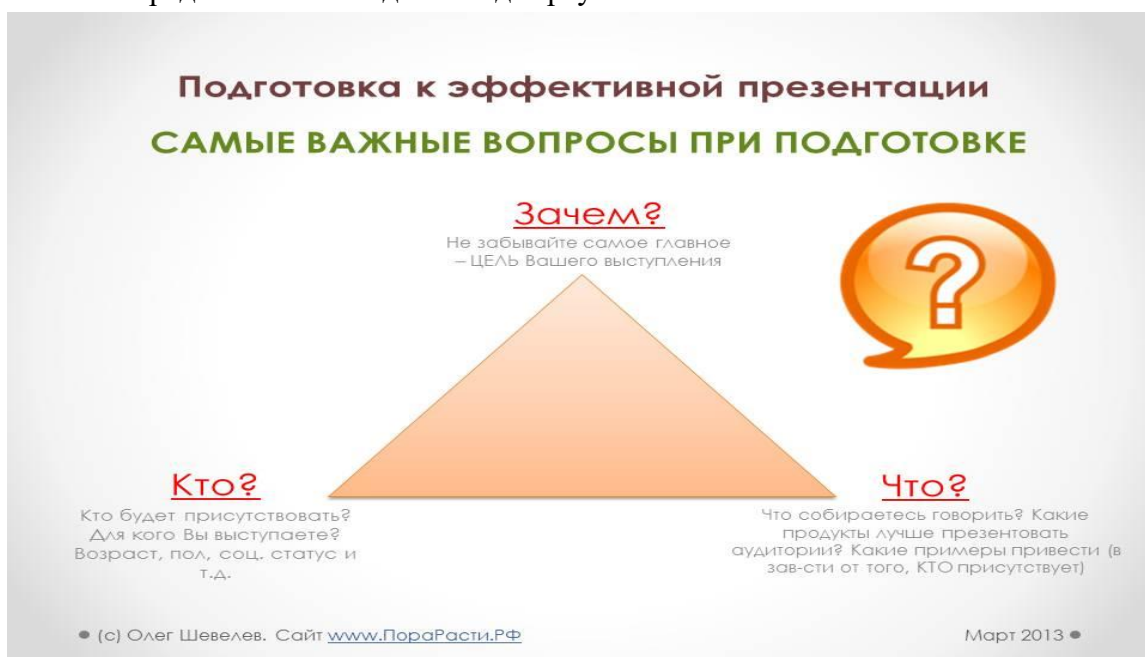 Подготовка к эффективной презентации
САМЫЕ ВАЖНЫЕ ВОПРОСЫ ПРИ ПОДГОТОВКЕ
Зачем?
Не забывайте самое главное
– ЦЕЛЬ Вашего выступления
?
Кто?
Кто будет присутствовать?
Для кого Вы выступаете?
Возраст, пол, соц. статус и
т.д.
Что?
Что собираетесь говорить? Какие
продукты лучше презентовать
аудитории? Какие примеры привести (в
зав-сти от того, КТО присутствует)
(с) Олег Шевелев. Сайт www.ПораРасти.РФ
Март 2013